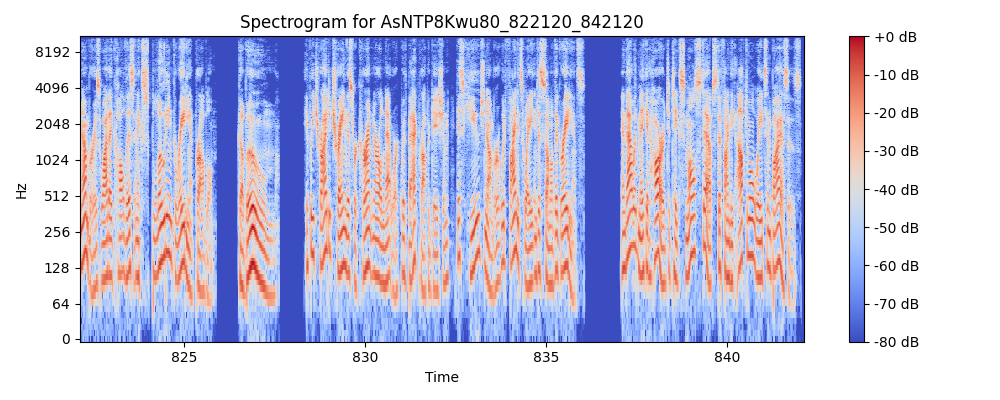 Spectrogram for AsNTP8Kwu80_822120_842120
Hz
8192
4096
2048
1024
512
256
128
64
0
825
830
835
840
Time
+0 dB
-10 dB
-20 dB
-30 dB
-40 dB
-50 dB
-60 dB
-70 dB
-80 dB